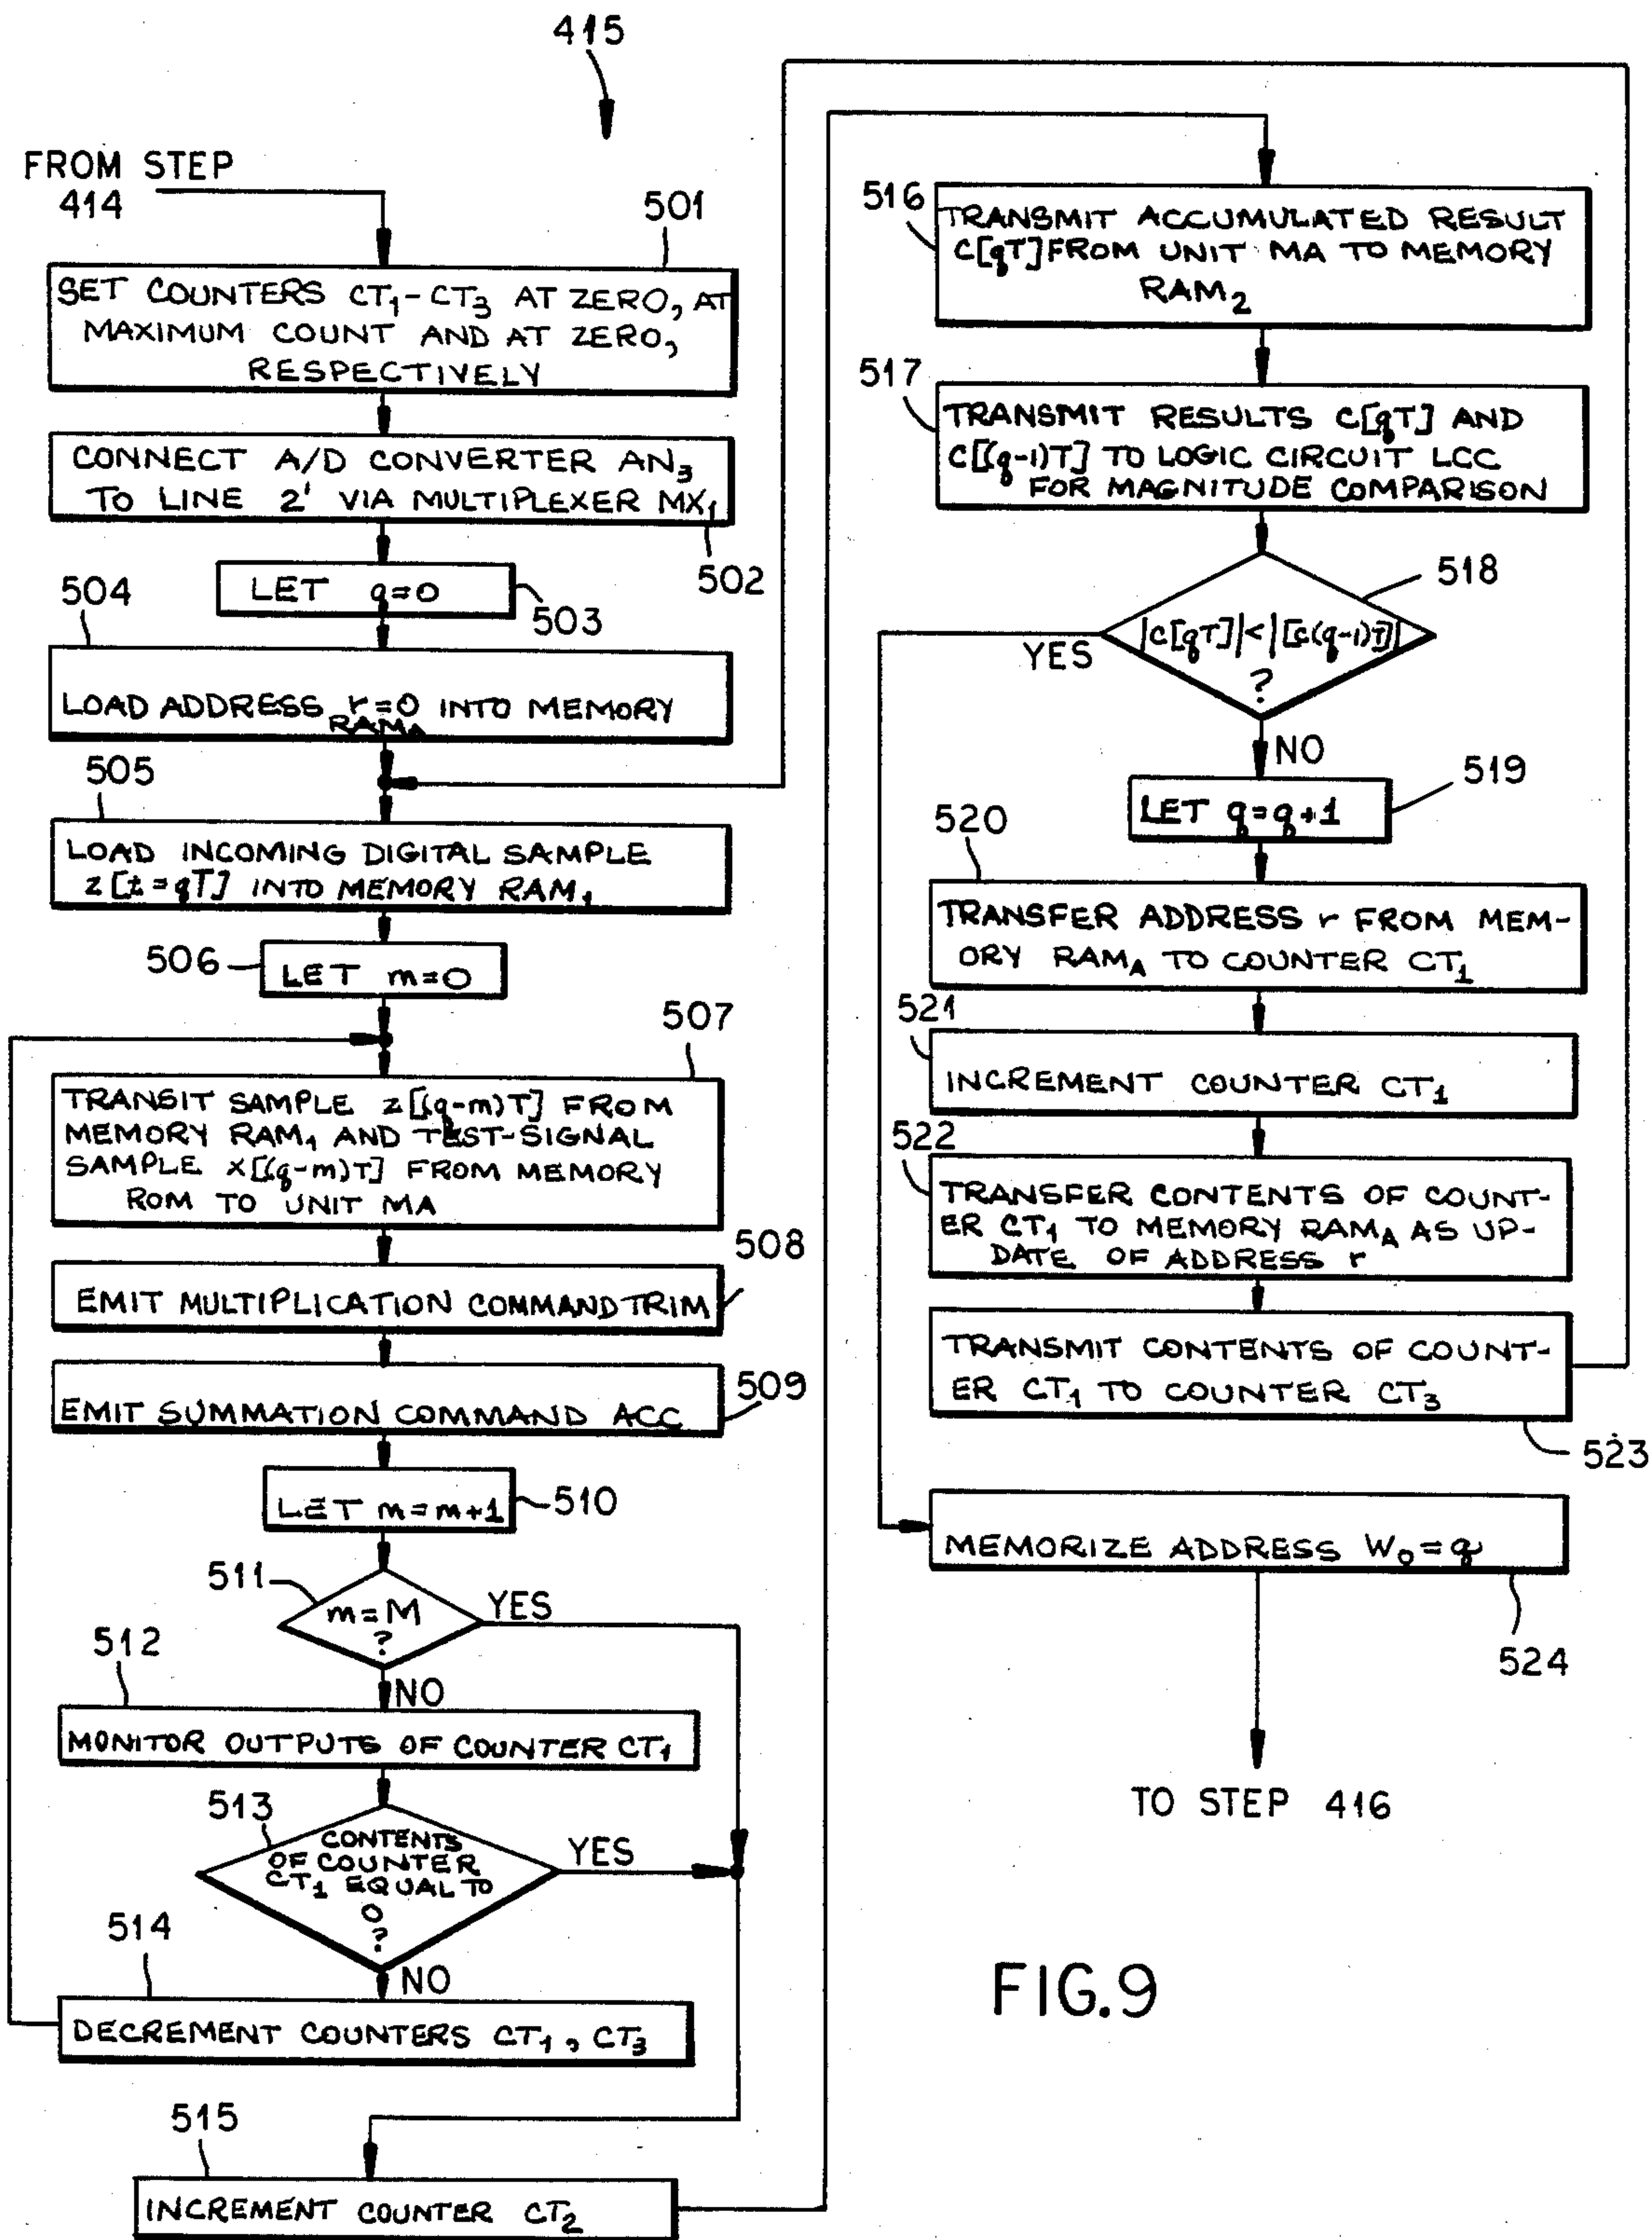 415
FROM STEP
414
501
SET COUNTERS CT₁-CT₃ AT ZERO, AT
MAXIMUM COUNT AND AT ZERO,
RESPECTIVELY
CONNECT A/D CONVERTER AN₃
TO LINE 2' VIA MULTIPLEXER MX₁
502
LET q=0
503
504
LOAD ADDRESS r=0 INTO MEMORY
RAMA
505
LOAD INCOMING DIGITAL SAMPLE
z[t=qT] INTO MEMORY RAM₁
506
LET m=0
507
TRANSIT SAMPLE z[(q-m)T] FROM
MEMORY RAM₁ AND TEST-SIGNAL
SAMPLE x[(q-m)T] FROM MEMORY
ROM TO UNIT MA
508
EMIT MULTIPLICATION COMMAND TRIM
509
EMIT SUMMATION COMMAND ACC
LET m=m+1
510
511
m=M
?
YES
NO
512
MONITOR OUTPUTS OF COUNTER CT₁
513
CONTENTS
OF COUNTER
CT₁ EQUAL TO
0
?
YES
NO
514
DECREMENT COUNTERS CT₁, CT₃
515
INCREMENT COUNTER CT₂
516
TRANSMIT ACCUMULATED RESULT
C[qT] FROM UNIT MA TO MEMORY
RAM₂
517
TRANSMIT RESULTS C[qT] AND
C[(q-1)T] TO LOGIC CIRCUIT LCC
FOR MAGNITUDE COMPARISON
518
|C[qT]|<|[C(q-1)T]|
?
YES
NO
519
LET q=q+1
520
TRANSFER ADDRESS r FROM MEM-
ORY RAMA TO COUNTER CT₁
521
INCREMENT COUNTER CT₁
522
TRANSFER CONTENTS OF COUNT-
ER CT₁ TO MEMORY RAMA AS UP-
DATE OF ADDRESS r
TRANSMIT CONTENTS OF COUNT-
ER CT₁ TO COUNTER CT₃
523
MEMORIZE ADDRESS W₀=q
524
TO STEP 416
FIG.9